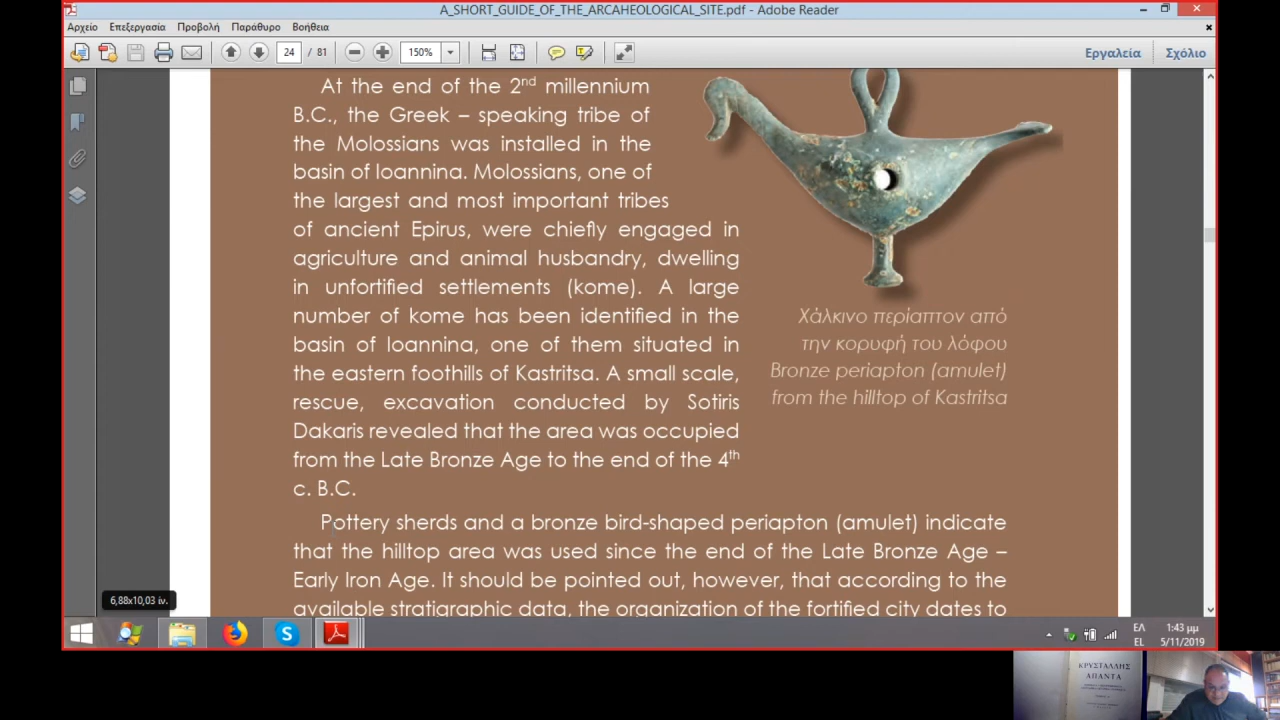 A_SHORT_GUIDE_OF_THE_ARCAHEOLOGICAL_SITE.pdf - Adobe Reader
Αρχείο Επεξεργασία Προβολή Παράθυρο Βοήθεια
24 / 81 150% Εργαλεία Σχόλιο
At the end of the 2nd millennium
B.C., the Greek – speaking tribe of
the Molossians was installed in the
basin of Ioannina. Molossians, one of
the largest and most important tribes
of ancient Epirus, were chiefly engaged in
agriculture and animal husbandry, dwelling
in unfortified settlements (kome). A large
number of kome has been identified in the
basin of Ioannina, one of them situated in
the eastern foothills of Kastritsa. A small scale,
rescue, excavation conducted by Sotiris
Dakaris revealed that the area was occupied
from the Late Bronze Age to the end of the 4th
c. B.C.
Χάλκινο περίαπτον από
την κορυφή του λόφου
Bronze periapton (amulet)
from the hilltop of Kastritsa
Pottery sherds and a bronze bird-shaped periapton (amulet) indicate
that the hilltop area was used since the end of the Late Bronze Age –
Early Iron Age. It should be pointed out, however, that according to the
available stratigraphic data, the organization of the fortified city dates to
6,88x10,03 ίν.
ΕΛ
EL
1:43 μμ
5/11/2019
ΚΡΥΣΤΑΛΛΗΣ
ΑΠΑΝΤΑ